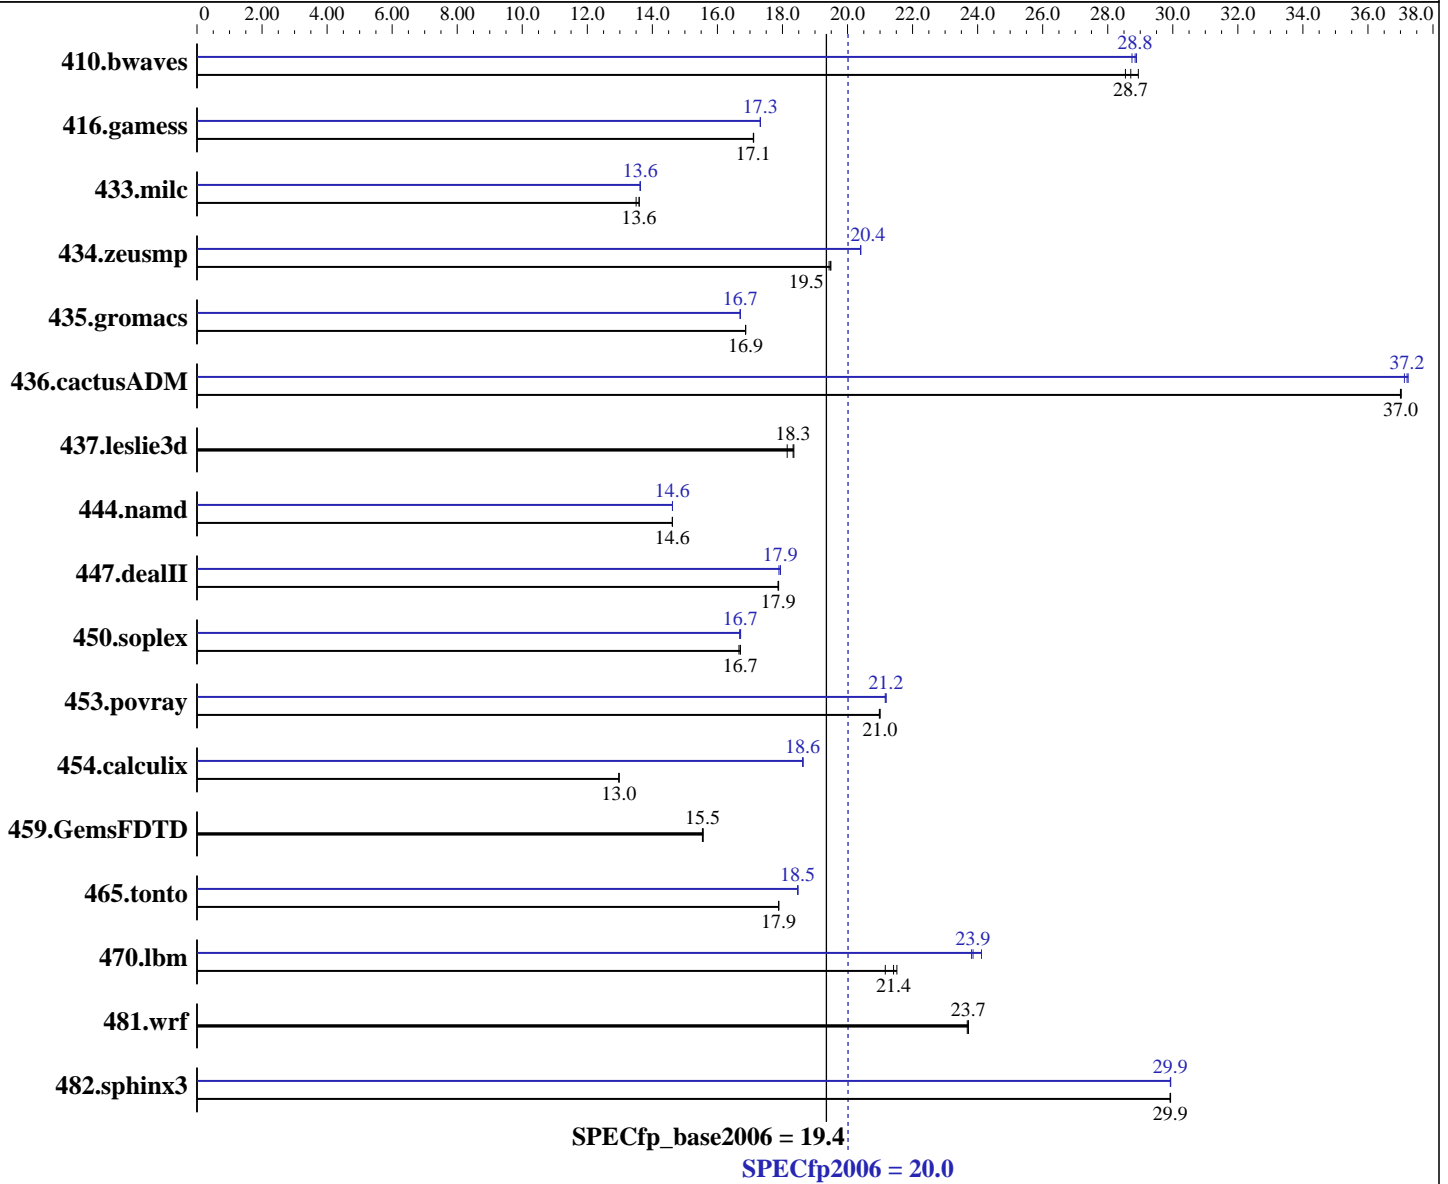 0 2.00 4.00 6.00 8.00 10.0 12.0 14.0 16.0 18.0 20.0 22.0 24.0 26.0 28.0 30.0 32.0 34.0 36.0 38.0
28.8
410.bwaves
28.7
17.3
416.gamess
17.1
13.6
433.milc
13.6
20.4
434.zeusmp
19.5
16.7
435.gromacs
16.9
37.2
436.cactusADM
37.0
18.3
437.leslie3d
14.6
444.namd
14.6
17.9
447.dealII
17.9
16.7
450.soplex
16.7
21.2
453.povray
21.0
18.6
454.calculix
13.0
15.5
459.GemsFDTD
18.5
465.tonto
17.9
23.9
470.lbm
21.4
23.7
481.wrf
29.9
482.sphinx3
29.9
SPECfp_base2006 = 19.4
SPECfp2006 = 20.0